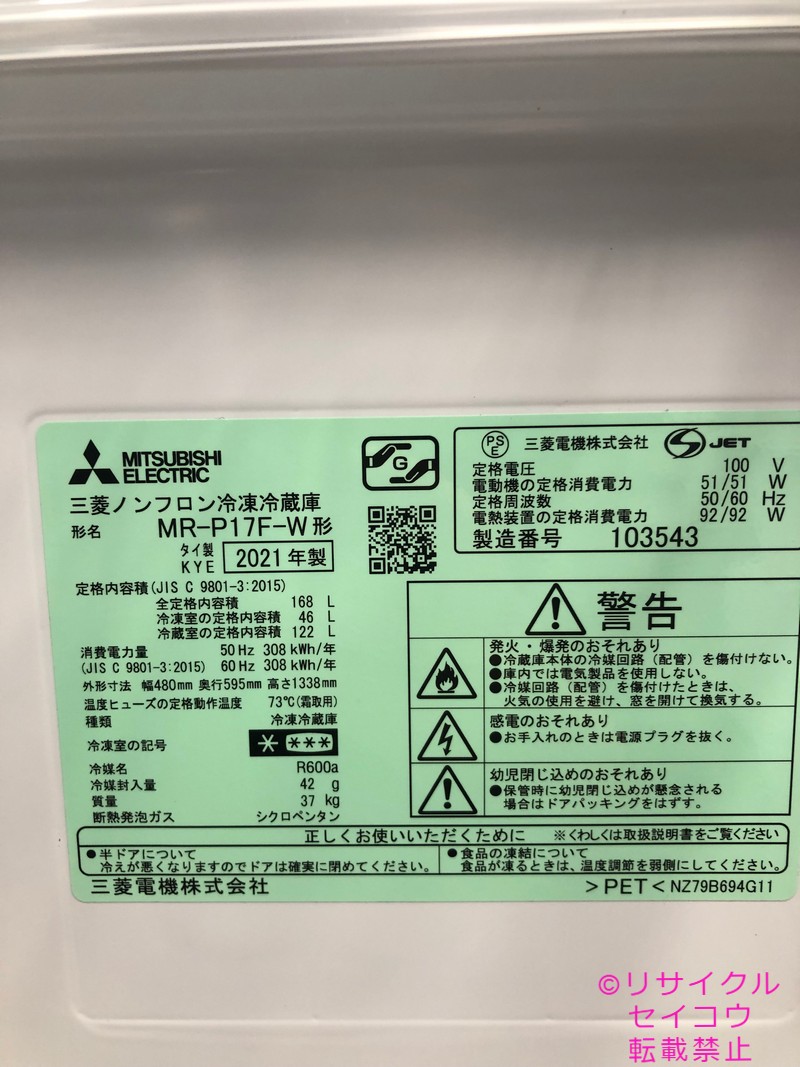 MITSUBISHI
ELECTRIC
三菱ノンフロン冷凍冷蔵庫
形名 MR-P17F-W形
タイ製
KYE 2021年製
定格内容積(JIS C 9801-3:2015)
全定格内容積 168 L
冷凍室の定格内容積 46 L
冷蔵室の定格内容積 122 L
消費電力量 50Hz 308 kWh/年
(JIS C 9801-3:2015) 60Hz 308 kWh/年
外形寸法 幅480mm 奥行595mm 高さ1338mm
温度ヒューズの定格動作温度 73℃(霜取用)
種類 冷凍冷蔵庫
冷凍室の記号 * ***
冷媒名 R600a
冷媒封入量 42 g
質量 37 kg
断熱発泡ガス シクロペンタン
G
PSE 三菱電機株式会社 S JET
定格電圧 100 V
電動機の定格消費電力 51/51 W
定格周波数 50/60 Hz
電熱装置の定格消費電力 92/92 W
製造番号 103543
警告
発火・爆発のおそれあり
●冷蔵庫本体の冷媒回路(配管)を傷付けない。
●庫内では電気製品を使用しない。
●冷媒回路(配管)を傷付けたときは、
火気の使用を避け、窓を開けて換気する。
感電のおそれあり
●お手入れのときは電源プラグを抜く。
幼児閉じ込めのおそれあり
●保管時に幼児閉じ込めが懸念される
場合はドアパッキングをはずす。
正しくお使いいただくために ※くわしくは取扱説明書をご覧ください
●半ドアについて
冷えが悪くなりますのでドアは確実に閉めてください。
●食品の凍結について
食品が凍るときは、温度調節を弱側にしてください。
三菱電機株式会社 >PET< NZ79B694G11
©リサイクル
セイコウ
転載禁止